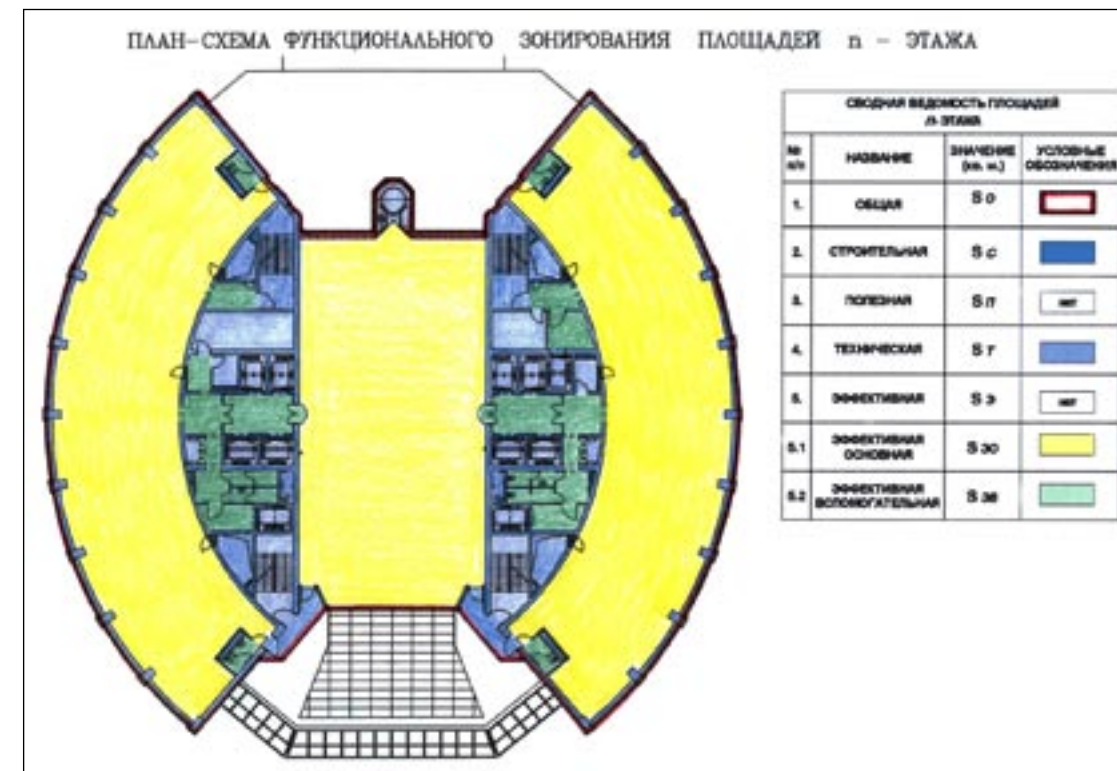 ПЛАН-СХЕМА ФУНКЦИОНАЛЬНОГО ЗОНИРОВАНИЯ ПЛОЩАДЕЙ n - ЭТАЖА
СВОДНАЯ ВЕДОМОСТЬ ПЛОЩАДЕЙ
n-ЭТАЖА
№ п/п НАЗВАНИЕ ЗНАЧЕНИЕ (кв. м.) УСЛОВНЫЕ ОБОЗНАЧЕНИЯ
1. ОБЩАЯ S о
2. СТРОИТЕЛЬНАЯ S с
3. ПОЛЕЗНАЯ S п нет
4. ТЕХНИЧЕСКАЯ S т
5. ЭФФЕКТИВНАЯ S э нет
5.1 ЭФФЕКТИВНАЯ ОСНОВНАЯ S эо
5.2 ЭФФЕКТИВНАЯ ВСПОМОГАТЕЛЬНАЯ S эв